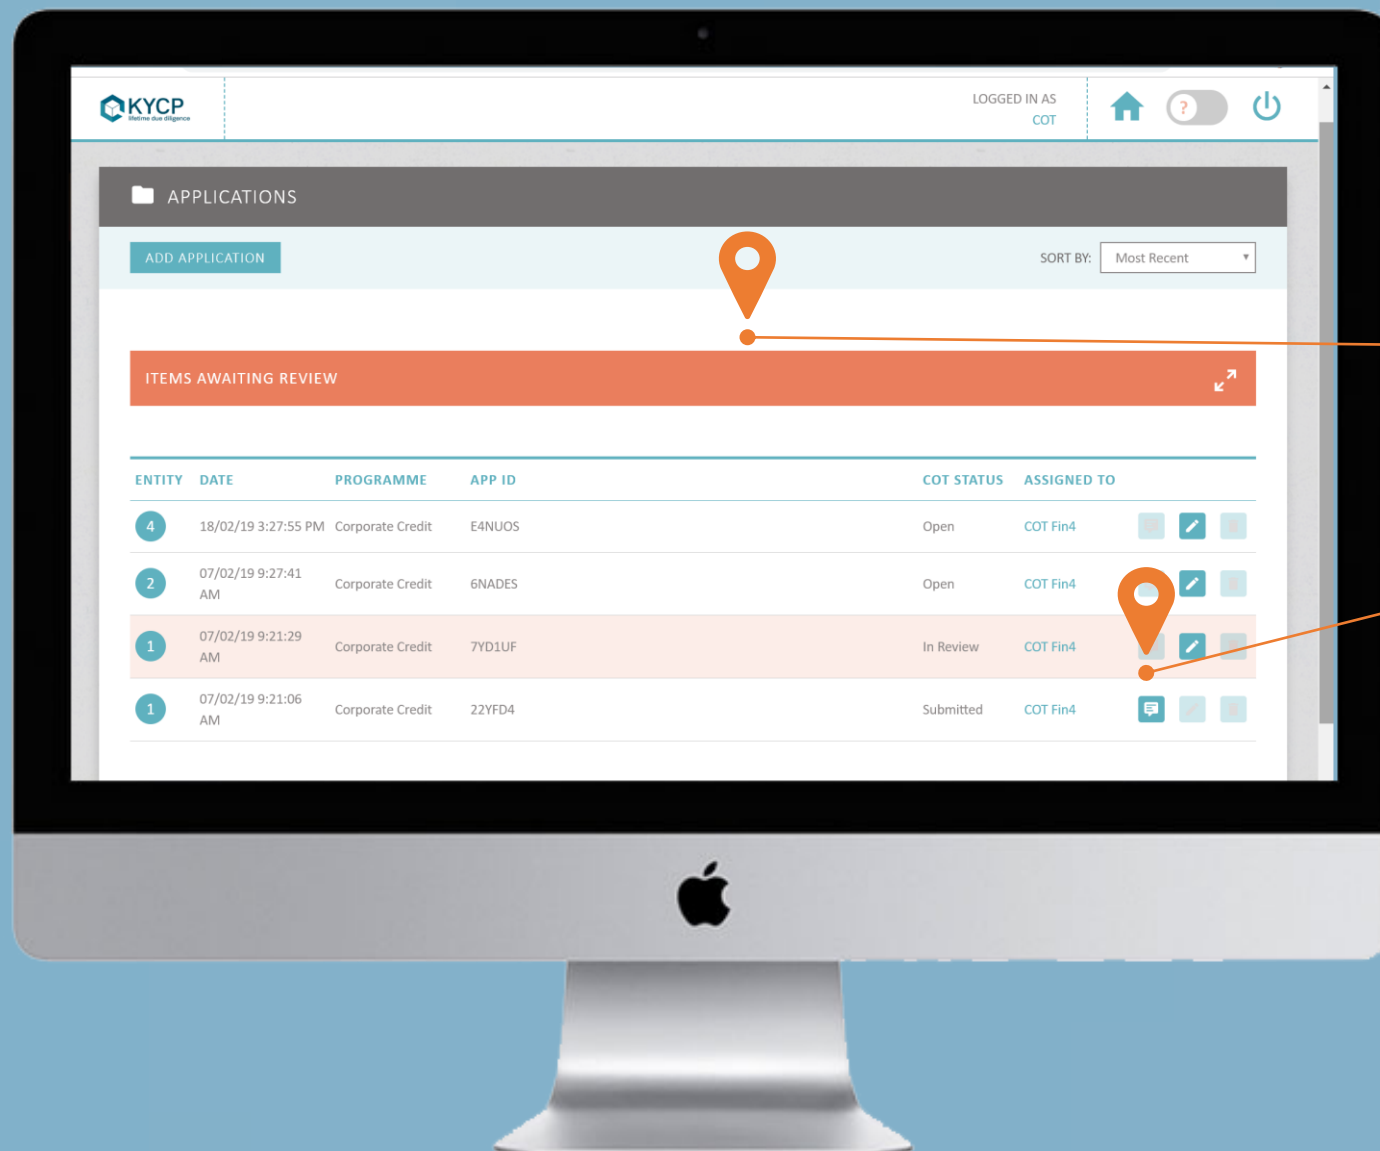 KYCP
lifetime due diligence
LOGGED IN AS
COT
?
APPLICATIONS
ADD APPLICATION
SORT BY: Most Recent
ITEMS AWAITING REVIEW
ENTITY DATE PROGRAMME APP ID COT STATUS ASSIGNED TO
4 18/02/19 3:27:55 PM Corporate Credit E4NUOS Open COT Fin4
2 07/02/19 9:27:41 AM Corporate Credit 6NADES Open COT Fin4
1 07/02/19 9:21:29 AM Corporate Credit 7YD1UF In Review COT Fin4
1 07/02/19 9:21:06 AM Corporate Credit 22YFD4 Submitted COT Fin4